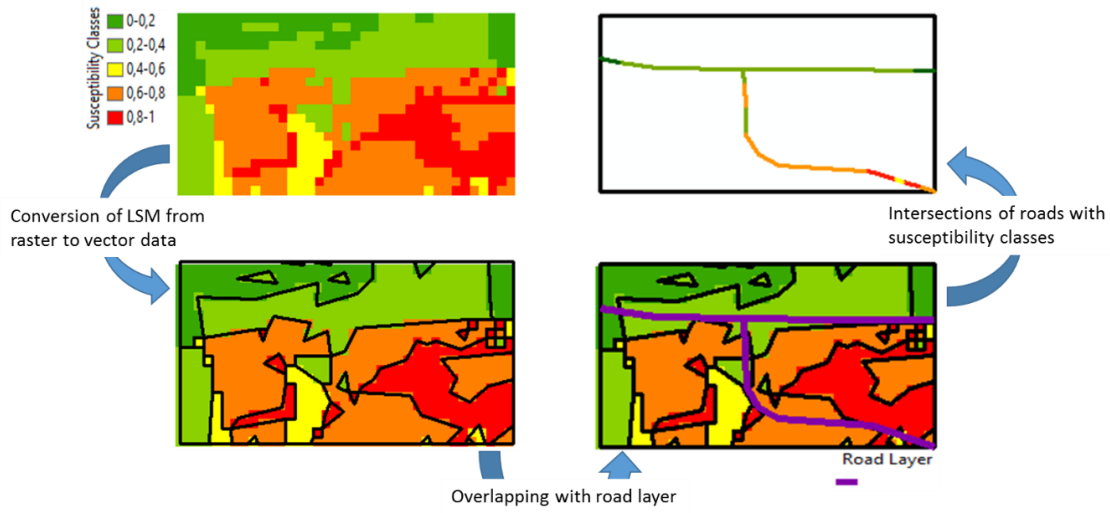 Susceptibility Classes
0-0,2
0,2-0,4
0,4-0,6
0,6-0,8
0,8-1
Conversion of LSM from
raster to vector data
Intersections of roads with
susceptibility classes
Road Layer
Overlapping with road layer